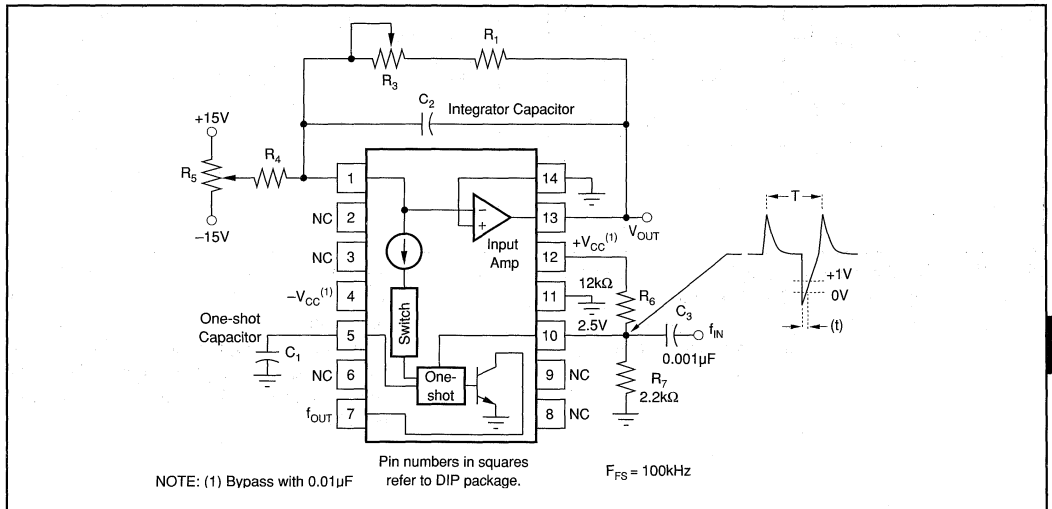 R3
R1
C2
Integrator Capacitor
+15V
R5
R4
–15V
1
14
NC
2
13
VOUT
Input
Amp
+VCC(1)
NC
3
12
12kΩ
R6
–VCC(1)
4
11
2.5V
C3
fIN
0.001µF
One-shot
Capacitor
C1
5
10
Switch
NC
6
9
NC
One-
shot
R7
2.2kΩ
fOUT
7
8
NC
T
+1V
0V
(t)
Pin numbers in squares
refer to DIP package.
FFS = 100kHz
NOTE: (1) Bypass with 0.01µF